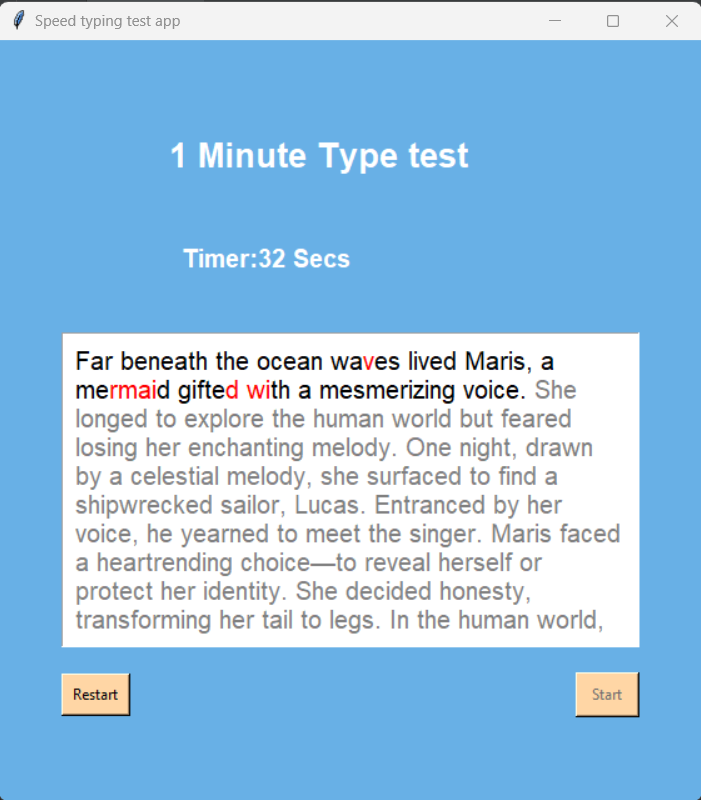 Speed typing test app
1 Minute Type test
Timer:32 Secs
Far beneath the ocean waves lived Maris, a
mermaid gifted with a mesmerizing voice. She
longed to explore the human world but feared
losing her enchanting melody. One night, drawn
by a celestial melody, she surfaced to find a
shipwrecked sailor, Lucas. Entranced by her
voice, he yearned to meet the singer. Maris faced
a heartrending choice—to reveal herself or
protect her identity. She decided honesty,
transforming her tail to legs. In the human world,
Restart
Start